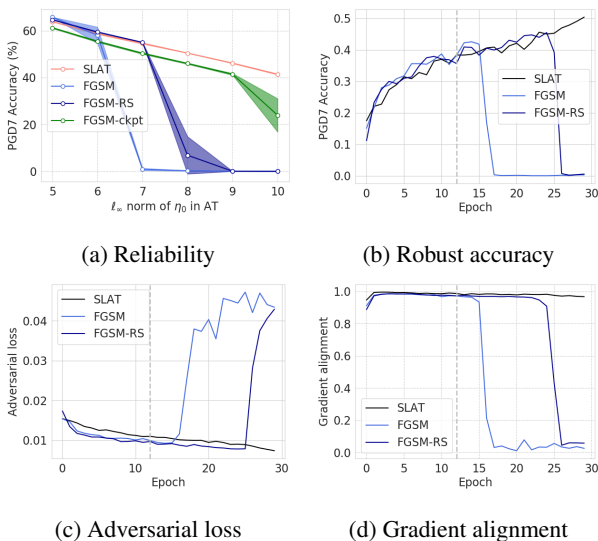 PGD7 Accuracy (%)
60
40
20
0
SLAT
FGSM
FGSM-RS
FGSM-ckpt
5 6 7 8 9 10
ℓ∞ norm of η0 in AT
(a) Reliability
PGD7 Accuracy
0.5
0.4
0.3
0.2
0.1
0.0
SLAT
FGSM
FGSM-RS
0 5 10 15 20 25 30
Epoch
(b) Robust accuracy
Adversarial loss
0.04
0.03
0.02
0.01
SLAT
FGSM
FGSM-RS
0 10 20 30
Epoch
(c) Adversarial loss
Gradient alignment
1.0
0.8
0.6
0.4
0.2
0.0
SLAT
FGSM
FGSM-RS
0 5 10 15 20 25 30
Epoch
(d) Gradient alignment